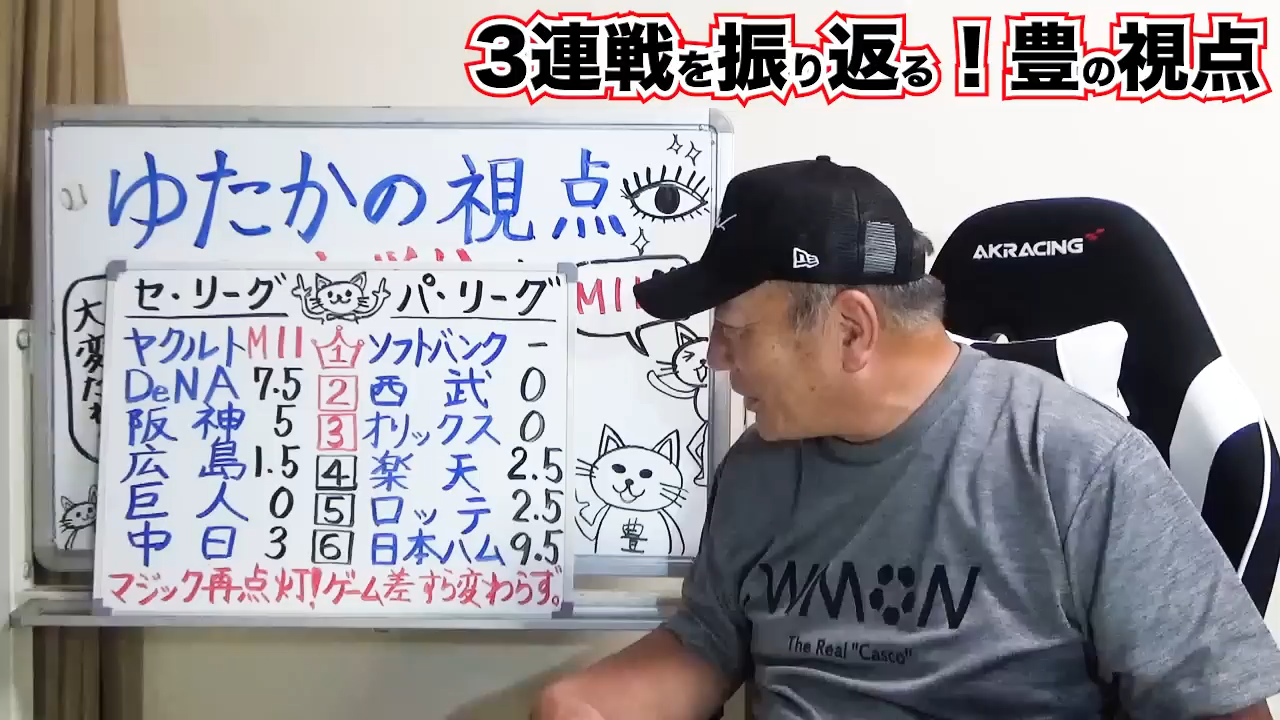 3連戦を振り返る！豊の視点
ゆたかの視点
セ・リーグ パ・リーグ
ヤクルト M11 1 ソフトバンク -
DeNA 7.5 2 西武 0
阪神 5 3 オリックス 0
広島 1.5 4 楽天 2.5
巨人 0 5 ロッテ 2.5
中日 3 6 日本ハム 9.5
マジック再点灯!ゲーム差すら変わらず。
大変だ
M11
豊
AKRACING
The Real "Casco"